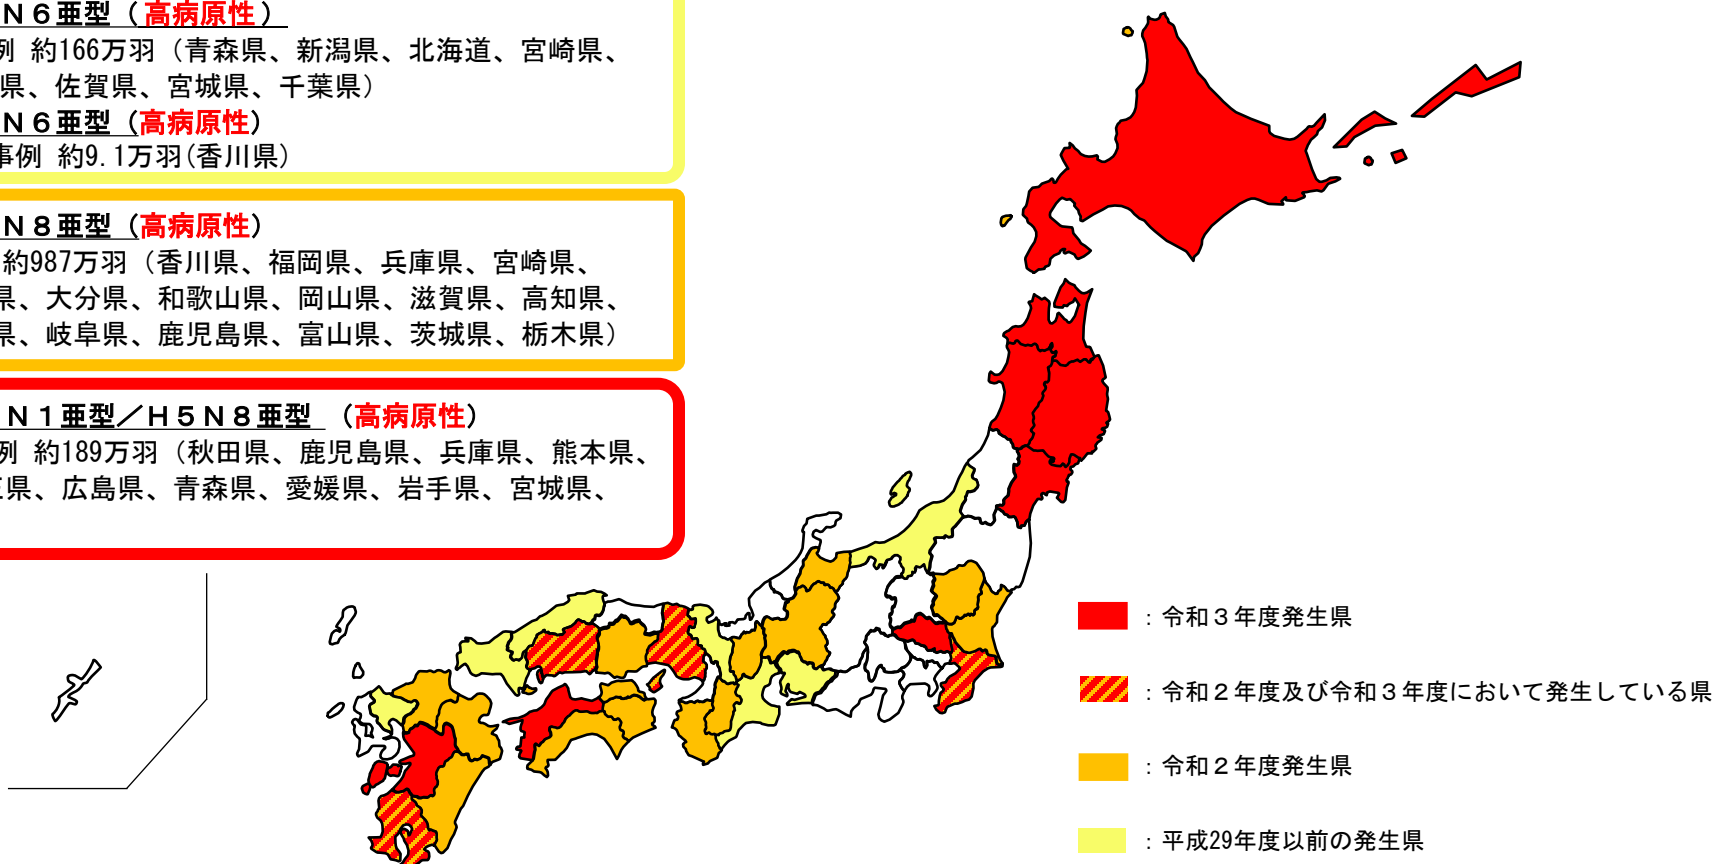 Ｎ６亜型（高病原性）
例 約166万羽（青森県、新潟県、北海道、宮崎県、
県、佐賀県、宮城県、千葉県）
Ｎ６亜型（高病原性）
事例 約9.1万羽(香川県)
Ｎ８亜型（高病原性）
約987万羽（香川県、福岡県、兵庫県、宮崎県、
県、大分県、和歌山県、岡山県、滋賀県、高知県、
県、岐阜県、鹿児島県、富山県、茨城県、栃木県）
Ｎ１亜型／Ｈ５Ｎ８亜型 （高病原性）
例 約189万羽（秋田県、鹿児島県、兵庫県、熊本県、
県、広島県、青森県、愛媛県、岩手県、宮城県、
：令和３年度発生県
：令和２年度及び令和３年度において発生している県
：令和２年度発生県
：平成29年度以前の発生県